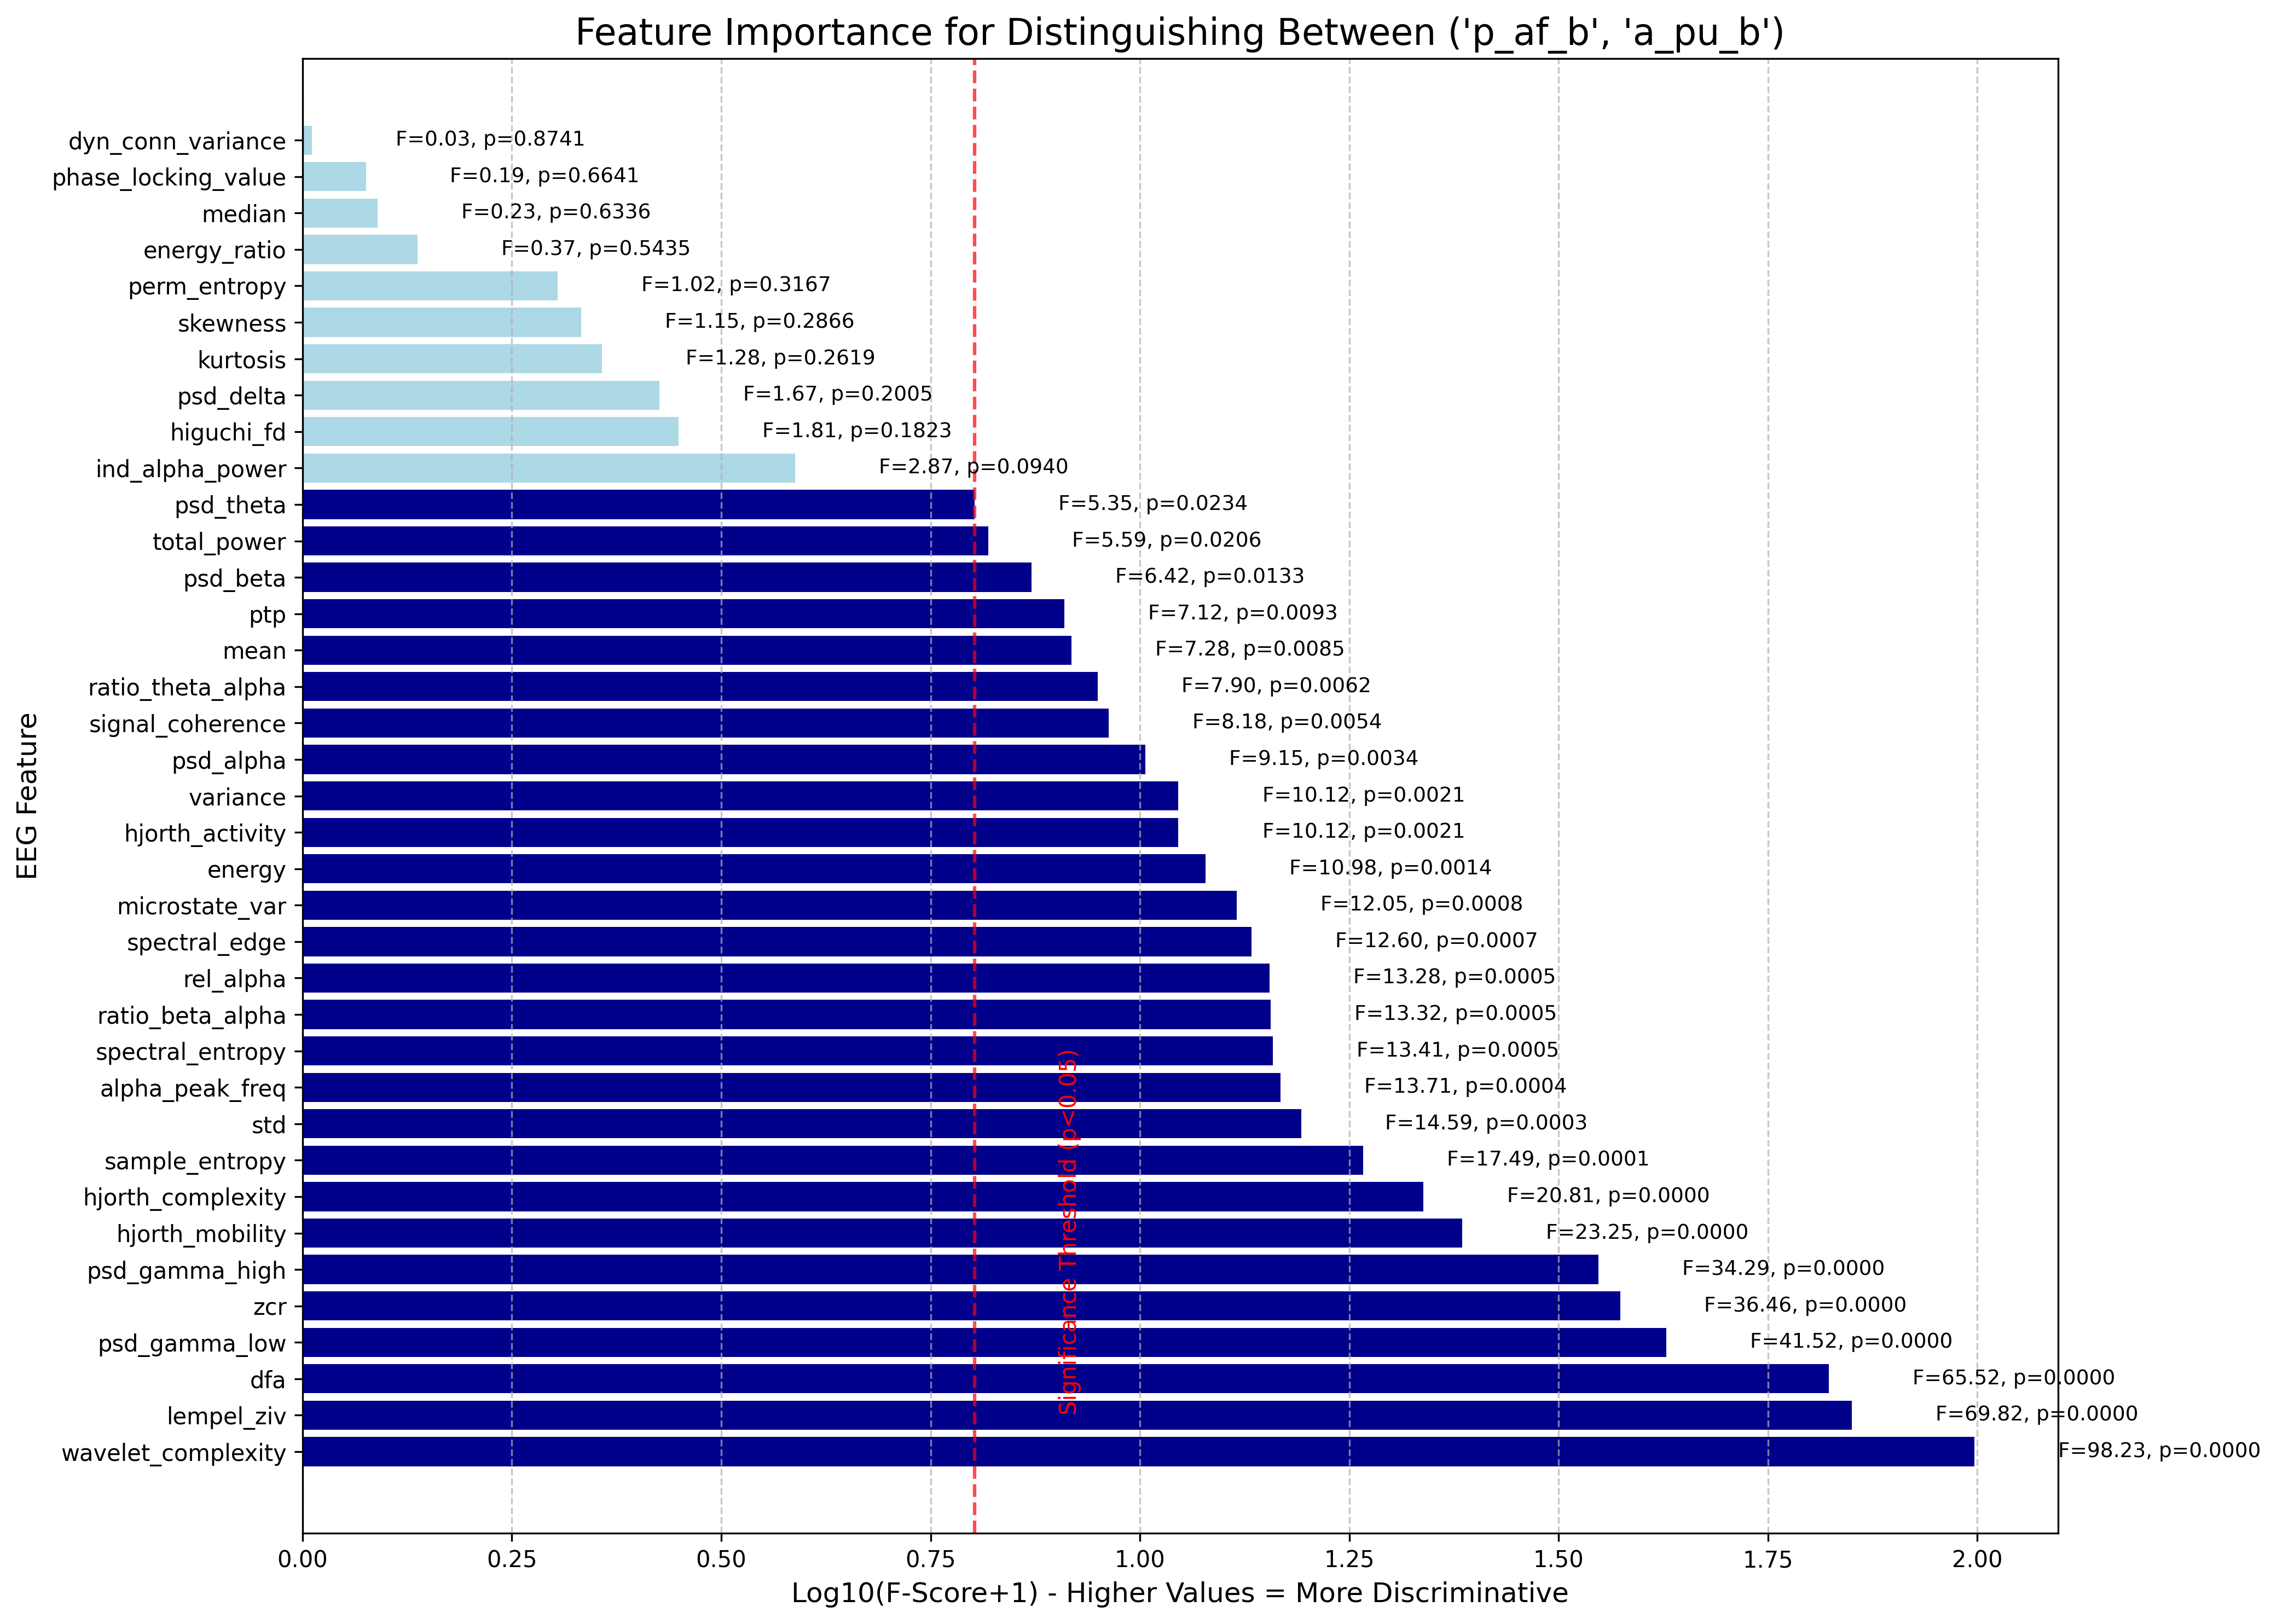 Feature Importance for Distinguishing Between ('p_af_b', 'a_pu_b')
EEG Feature
dyn_conn_variance F=0.03, p=0.8741
phase_locking_value F=0.19, p=0.6641
median F=0.23, p=0.6336
energy_ratio F=0.37, p=0.5435
perm_entropy F=1.02, p=0.3167
skewness F=1.15, p=0.2866
kurtosis F=1.28, p=0.2619
psd_delta F=1.67, p=0.2005
higuchi_fd F=1.81, p=0.1823
ind_alpha_power F=2.87, p=0.0940
psd_theta F=5.35, p=0.0234
total_power F=5.59, p=0.0206
psd_beta F=6.42, p=0.0133
ptp F=7.12, p=0.0093
mean F=7.28, p=0.0085
ratio_theta_alpha F=7.90, p=0.0062
signal_coherence F=8.18, p=0.0054
psd_alpha F=9.15, p=0.0034
variance F=10.12, p=0.0021
hjorth_activity F=10.12, p=0.0021
energy F=10.98, p=0.0014
microstate_var F=12.05, p=0.0008
spectral_edge F=12.60, p=0.0007
rel_alpha F=13.28, p=0.0005
ratio_beta_alpha F=13.32, p=0.0005
spectral_entropy F=13.41, p=0.0005
alpha_peak_freq F=13.71, p=0.0004
std F=14.59, p=0.0003
sample_entropy F=17.49, p=0.0001
hjorth_complexity F=20.81, p=0.0000
hjorth_mobility F=23.25, p=0.0000
psd_gamma_high F=34.29, p=0.0000
zcr F=36.46, p=0.0000
psd_gamma_low F=41.52, p=0.0000
dfa F=65.52, p=0.0000
lempel_ziv F=69.82, p=0.0000
wavelet_complexity F=98.23, p=0.0000
Significance Threshold (p<0.05)
0.00 0.25 0.50 0.75 1.00 1.25 1.50 1.75 2.00
Log10(F-Score+1) - Higher Values = More Discriminative